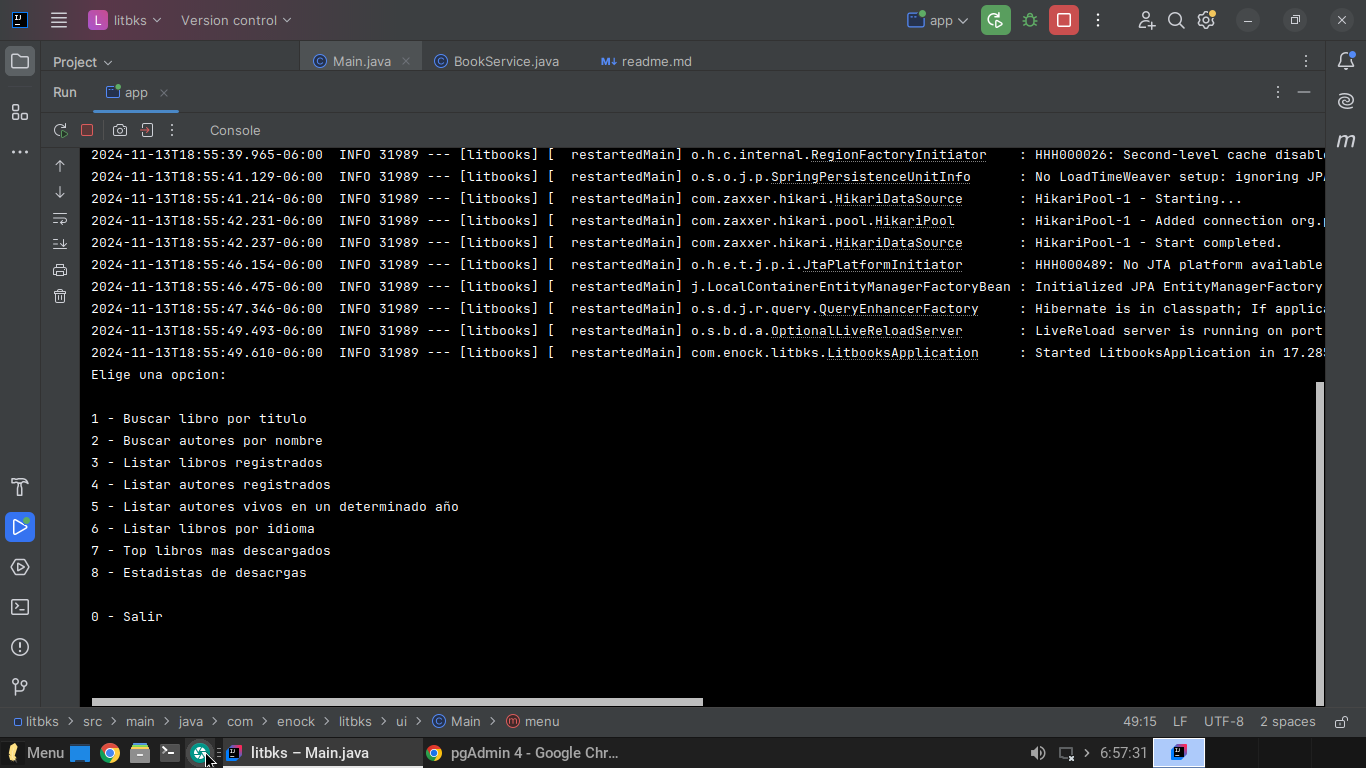 L litbks Version control app
Project Main.java BookService.java M↓ readme.md
Run app
Console
2024-11-13T18:55:39.965-06:00  INFO 31989 --- [litbooks] [  restartedMain] o.h.c.internal.RegionFactoryInitiator    : HHH000026: Second-level cache disabl
2024-11-13T18:55:41.129-06:00  INFO 31989 --- [litbooks] [  restartedMain] o.s.o.j.p.SpringPersistenceUnitInfo      : No LoadTimeWeaver setup: ignoring JPA
2024-11-13T18:55:41.214-06:00  INFO 31989 --- [litbooks] [  restartedMain] com.zaxxer.hikari.HikariDataSource       : HikariPool-1 - Starting...
2024-11-13T18:55:42.231-06:00  INFO 31989 --- [litbooks] [  restartedMain] com.zaxxer.hikari.pool.HikariPool        : HikariPool-1 - Added connection org.p
2024-11-13T18:55:42.237-06:00  INFO 31989 --- [litbooks] [  restartedMain] com.zaxxer.hikari.HikariDataSource       : HikariPool-1 - Start completed.
2024-11-13T18:55:46.154-06:00  INFO 31989 --- [litbooks] [  restartedMain] o.h.e.t.j.p.i.JtaPlatformInitiator       : HHH000489: No JTA platform available
2024-11-13T18:55:46.475-06:00  INFO 31989 --- [litbooks] [  restartedMain] j.LocalContainerEntityManagerFactoryBean : Initialized JPA EntityManagerFactory
2024-11-13T18:55:47.346-06:00  INFO 31989 --- [litbooks] [  restartedMain] o.s.d.j.r.query.QueryEnhancerFactory     : Hibernate is in classpath; If applica
2024-11-13T18:55:49.493-06:00  INFO 31989 --- [litbooks] [  restartedMain] o.s.b.d.a.OptionalLiveReloadServer       : LiveReload server is running on port
2024-11-13T18:55:49.610-06:00  INFO 31989 --- [litbooks] [  restartedMain] com.enock.litbks.LitbooksApplication     : Started LitbooksApplication in 17.285
Elige una opcion:
1 - Buscar libro por titulo
2 - Buscar autores por nombre
3 - Listar libros registrados
4 - Listar autores registrados
5 - Listar autores vivos en un determinado año
6 - Listar libros por idioma
7 - Top libros mas descargados
8 - Estadistas de desacrgas
0 - Salir
litbks > src > main > java > com > enock > litbks > ui > Main > menu 49:15 LF UTF-8 2 spaces
Menu litbks – Main.java pgAdmin 4 - Google Chr... 6:57:31